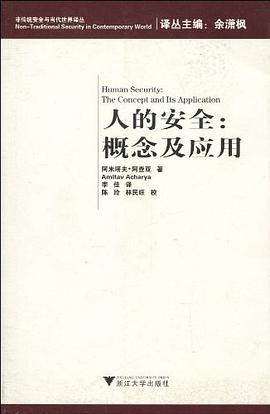 非传统安全与当代世界译丛
Non-Traditional Security in Contemporary World
译丛主编：余潇枫
Human Security:
The Concept and Its Application
人的安全：
概念及应用
阿米塔夫·阿查亚 著
Amitav Acharya
李佳 译
陈玲 林民旺 校
ZHEJIANG UNIVERSITY PRESS
浙江大学出版社